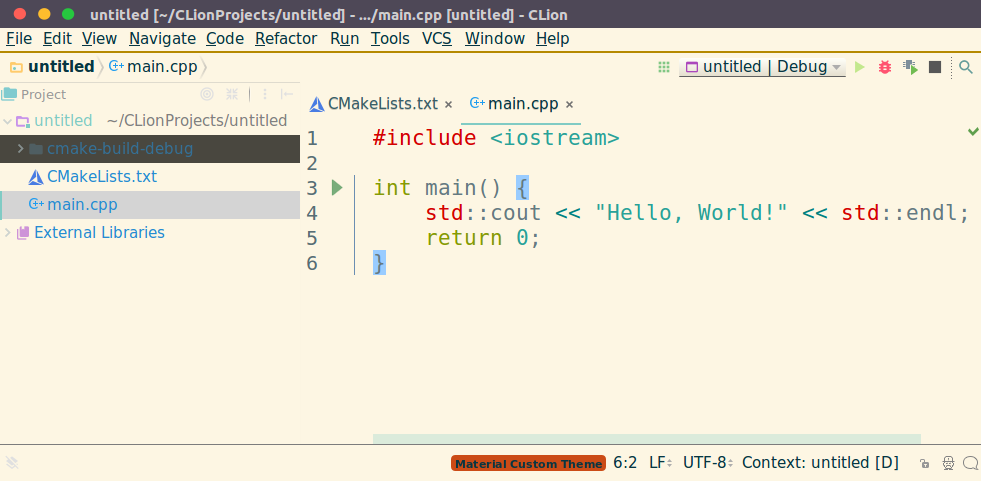 untitled [~/CLionProjects/untitled] - .../main.cpp [untitled] - CLion
File Edit View Navigate Code Refactor Run Tools VCS Window Help
untitled main.cpp untitled | Debug
Project
CMakeLists.txt × main.cpp ×
untitled ~/CLionProjects/untitled
cmake-build-debug
CMakeLists.txt
main.cpp
External Libraries
1 #include <iostream>
2
3 int main() {
4 std::cout << "Hello, World!" << std::endl;
5 return 0;
6 }
Material Custom Theme 6:2 LF UTF-8 Context: untitled [D]